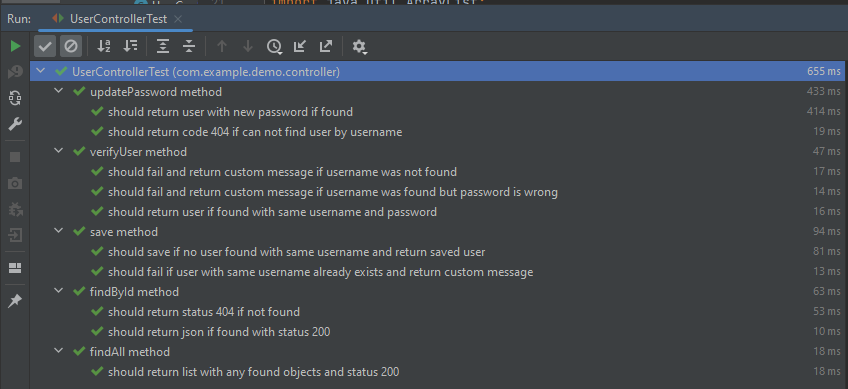 import java.util.ArrayList;
Run: UserControllerTest
UserControllerTest (com.example.demo.controller) 655 ms
updatePassword method 433 ms
should return user with new password if found 414 ms
should return code 404 if can not find user by username 19 ms
verifyUser method 47 ms
should fail and return custom message if username was not found 17 ms
should fail and return custom message if username was found but password is wrong 14 ms
should return user if found with same username and password 16 ms
save method 94 ms
should save if no user found with same username and return saved user 81 ms
should fail if user with same username already exists and return custom message 13 ms
findById method 63 ms
should return status 404 if not found 53 ms
should return json if found with status 200 10 ms
findAll method 18 ms
should return list with any found objects and status 200 18 ms